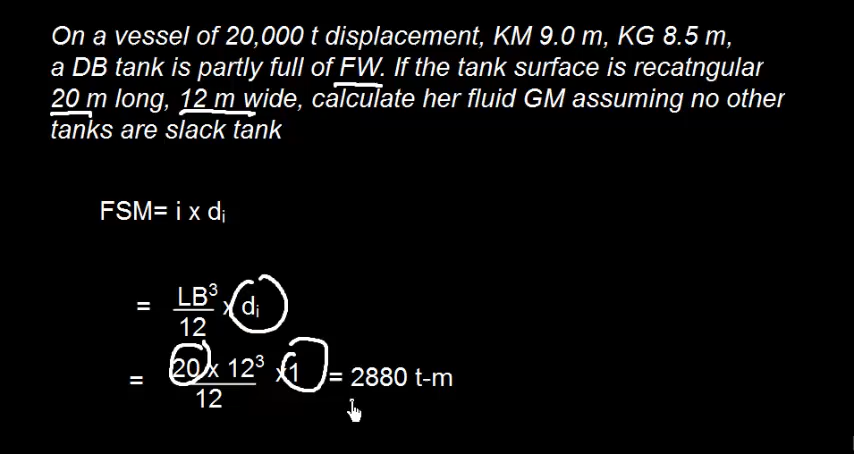 On a vessel of 20,000 t displacement, KM 9.0 m, KG 8.5 m,
a DB tank is partly full of FW. If the tank surface is recatngular
20 m long, 12 m wide, calculate her fluid GM assuming no other
tanks are slack tank
FSM= i x dᵢ
= LB³/12 x dᵢ
= 20 x 12³/12 x1 = 2880 t-m